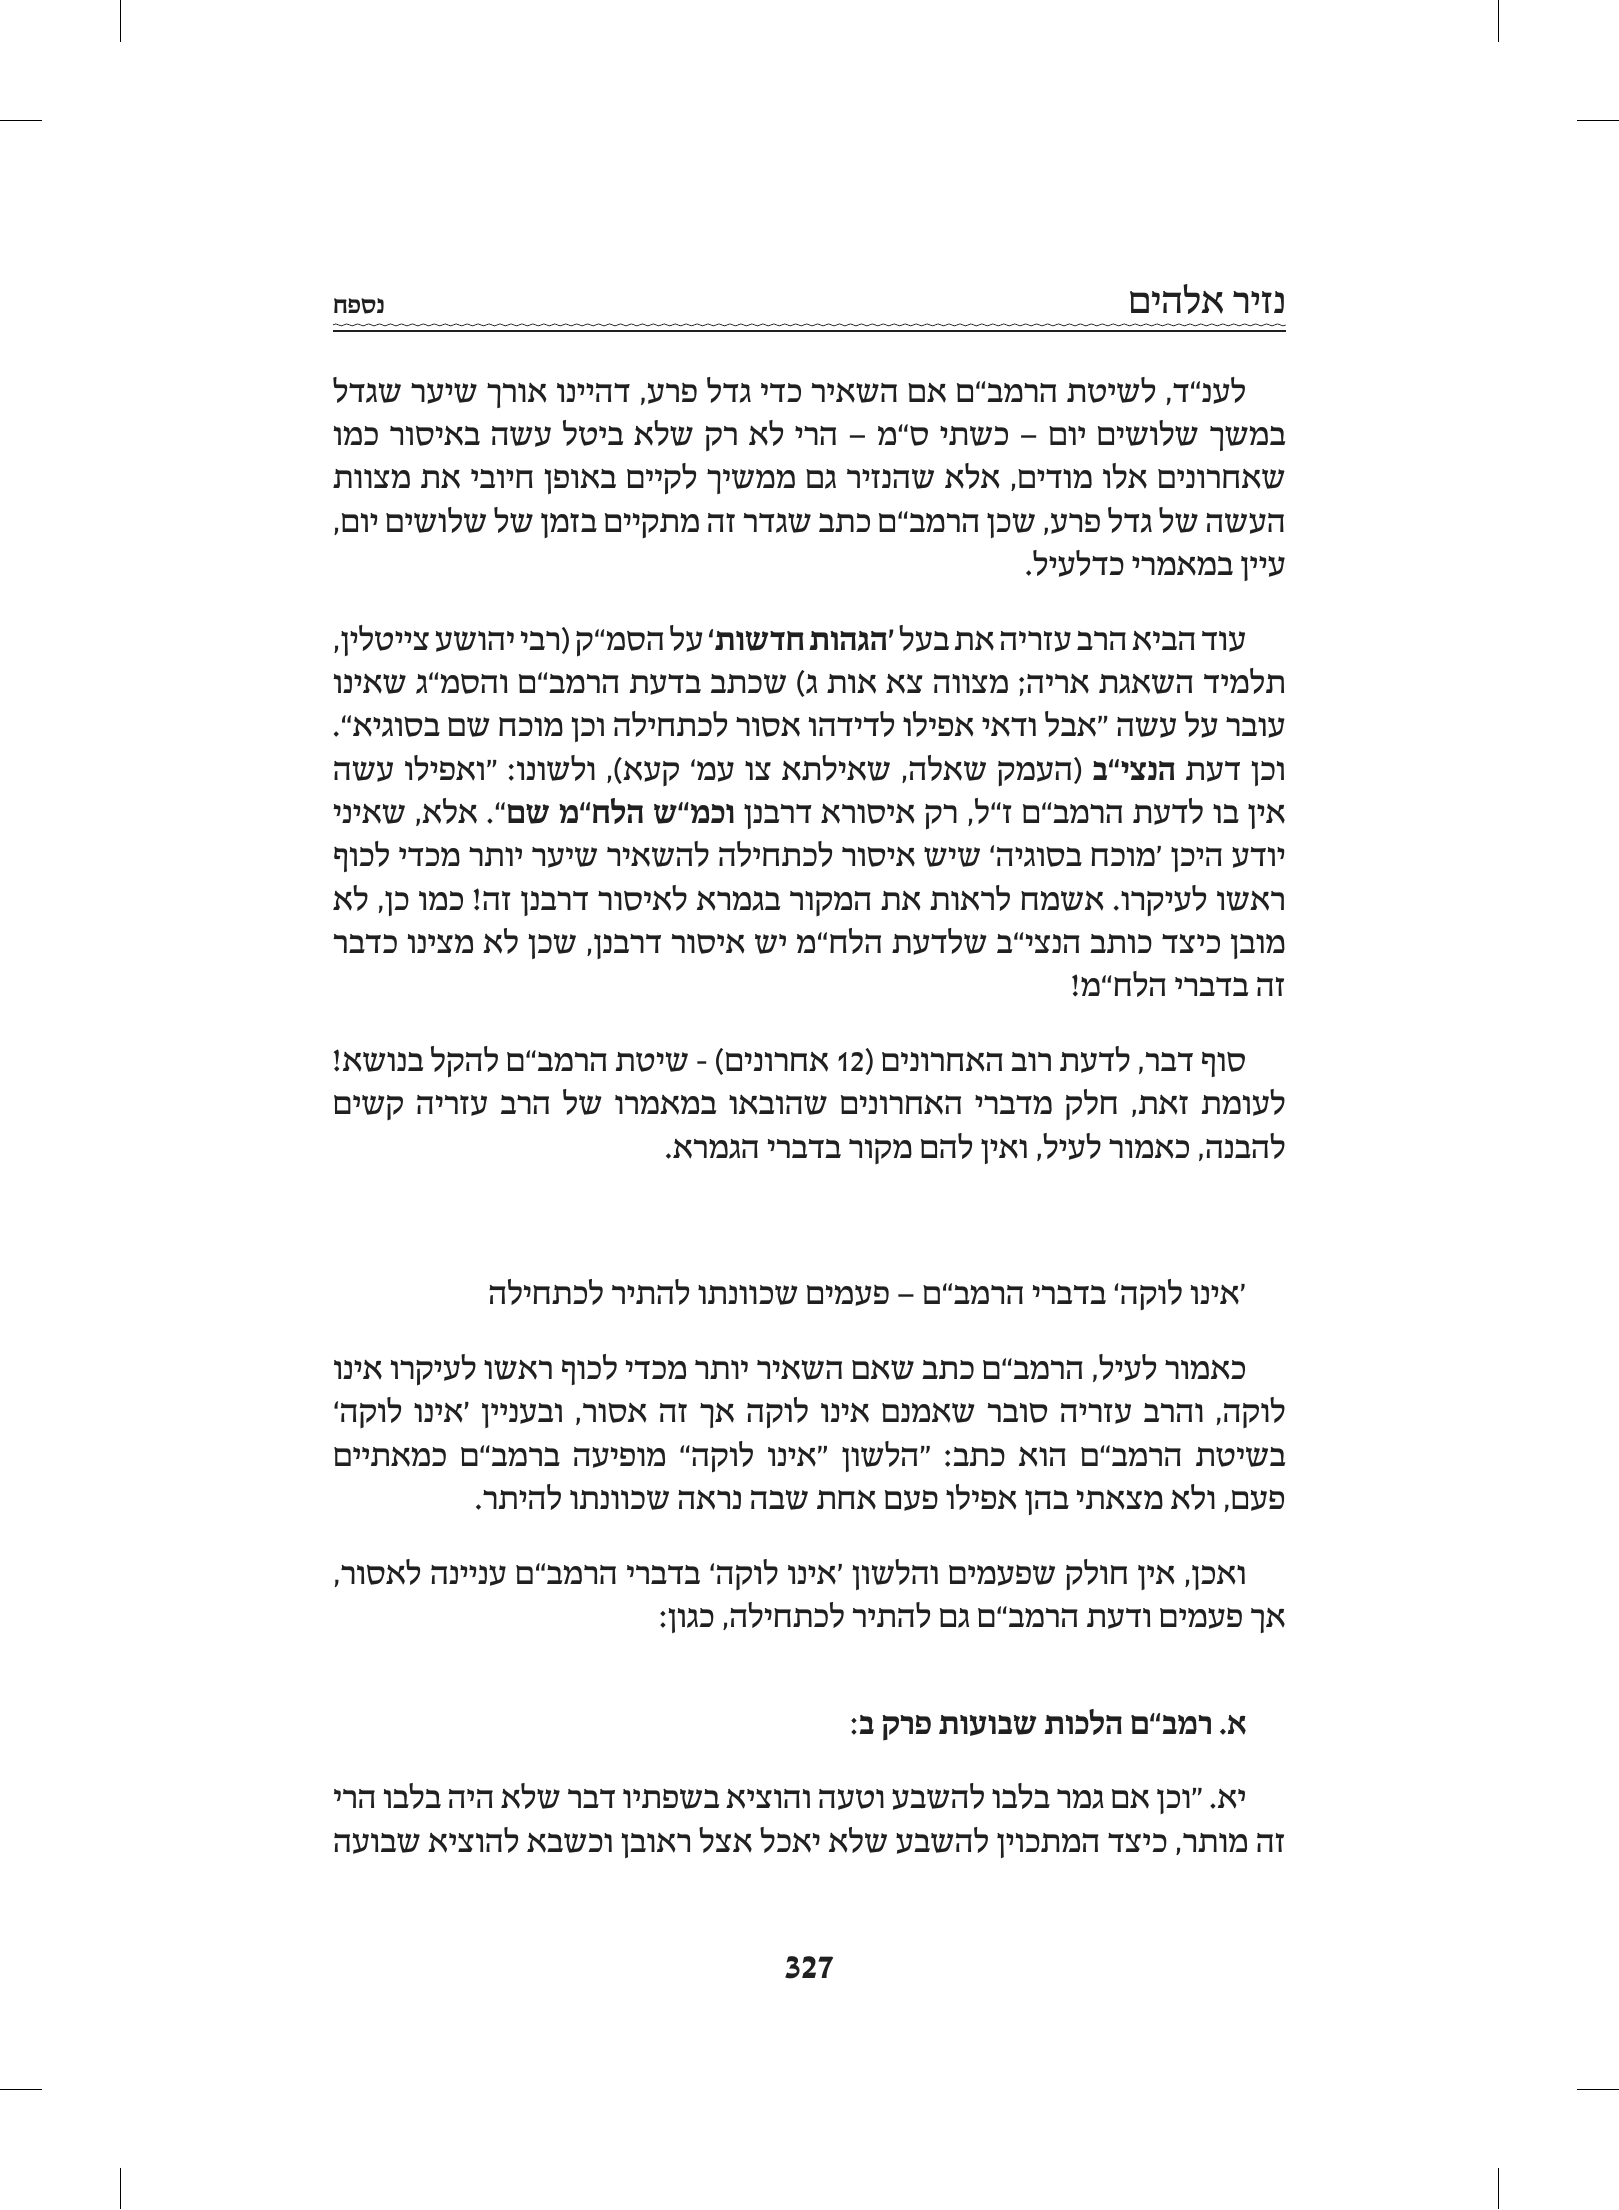 נזיר אלהים
נספח
לענ“ד, לשיטת הרמב“ם אם השאיר כדי גדל פרע, דהיינו אורך שיער שגדל
במשך שלושים יום – כשתי ס“מ – הרי לא רק שלא ביטל עשה באיסור כמו
שאחרונים אלו מודים, אלא שהנזיר גם ממשיך לקיים באופן חיובי את מצוות
העשה של גדל פרע, שכן הרמב“ם כתב שגדר זה מתקיים בזמן של שלושים יום,
עיין במאמרי כדלעיל.
עוד הביא הרב עזריה את בעל ’הגהות חדשות‘ על הסמ“ק (רבי יהושע צייטלין,
תלמיד השאגת אריה; מצווה צא אות ג) שכתב בדעת הרמב“ם והסמ“ג שאינו
עובר על עשה ”אבל ודאי אפילו לדידהו אסור לכתחילה וכן מוכח שם בסוגיא“.
וכן דעת הנצי“ב (העמק שאלה, שאילתא צו עמ‘ קעא), ולשונו: ”ואפילו עשה
אין בו לדעת הרמב“ם ז“ל, רק איסורא דרבנן וכמ“ש הלח“מ שם“. אלא, שאיני
יודע היכן ’מוכח בסוגיה‘ שיש איסור לכתחילה להשאיר שיער יותר מכדי לכוף
ראשו לעיקרו. אשמח לראות את המקור בגמרא לאיסור דרבנן זה! כמו כן, לא
מובן כיצד כותב הנצי“ב שלדעת הלח“מ יש איסור דרבנן, שכן לא מצינו כדבר
זה בדברי הלח“מ!
סוף דבר, לדעת רוב האחרונים (12 אחרונים) - שיטת הרמב“ם להקל בנושא!
לעומת זאת, חלק מדברי האחרונים שהובאו במאמרו של הרב עזריה קשים
להבנה, כאמור לעיל, ואין להם מקור בדברי הגמרא.
’אינו לוקה‘ בדברי הרמב“ם – פעמים שכוונתו להתיר לכתחילה
כאמור לעיל, הרמב“ם כתב שאם השאיר יותר מכדי לכוף ראשו לעיקרו אינו
לוקה, והרב עזריה סובר שאמנם אינו לוקה אך זה אסור, ובעניין ’אינו לוקה‘
בשיטת הרמב“ם הוא כתב: ”הלשון ”אינו לוקה“ מופיעה ברמב“ם כמאתיים
פעם, ולא מצאתי בהן אפילו פעם אחת שבה נראה שכוונתו להיתר.
ואכן, אין חולק שפעמים והלשון ’אינו לוקה‘ בדברי הרמב“ם עניינה לאסור,
אך פעמים ודעת הרמב“ם גם להתיר לכתחילה, כגון:
א. רמב“ם הלכות שבועות פרק ב:
יא. ”וכן אם גמר בלבו להשבע וטעה והוציא בשפתיו דבר שלא היה בלבו הרי
זה מותר, כיצד המתכוין להשבע שלא יאכל אצל ראובן וכשבא להוציא שבועה
327